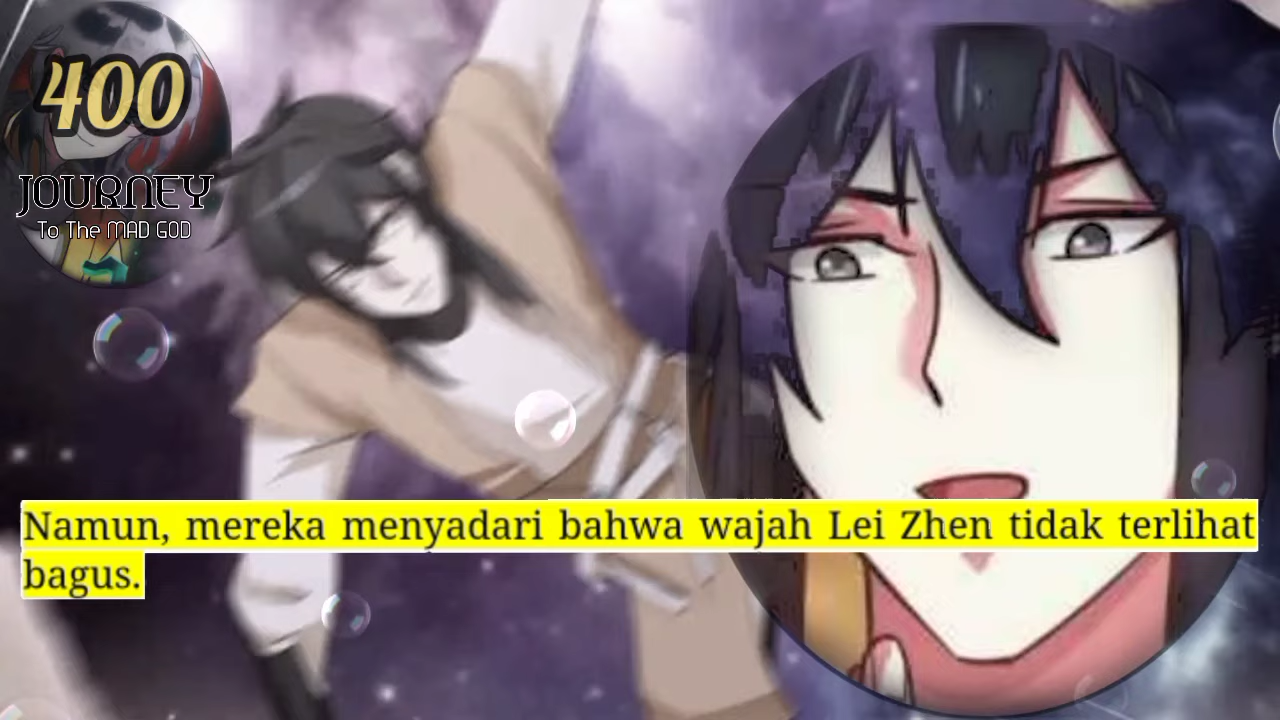 400
JOURNEY
To The MAD GOD
Namun, mereka menyadari bahwa wajah Lei Zhen tidak terlihat
bagus.